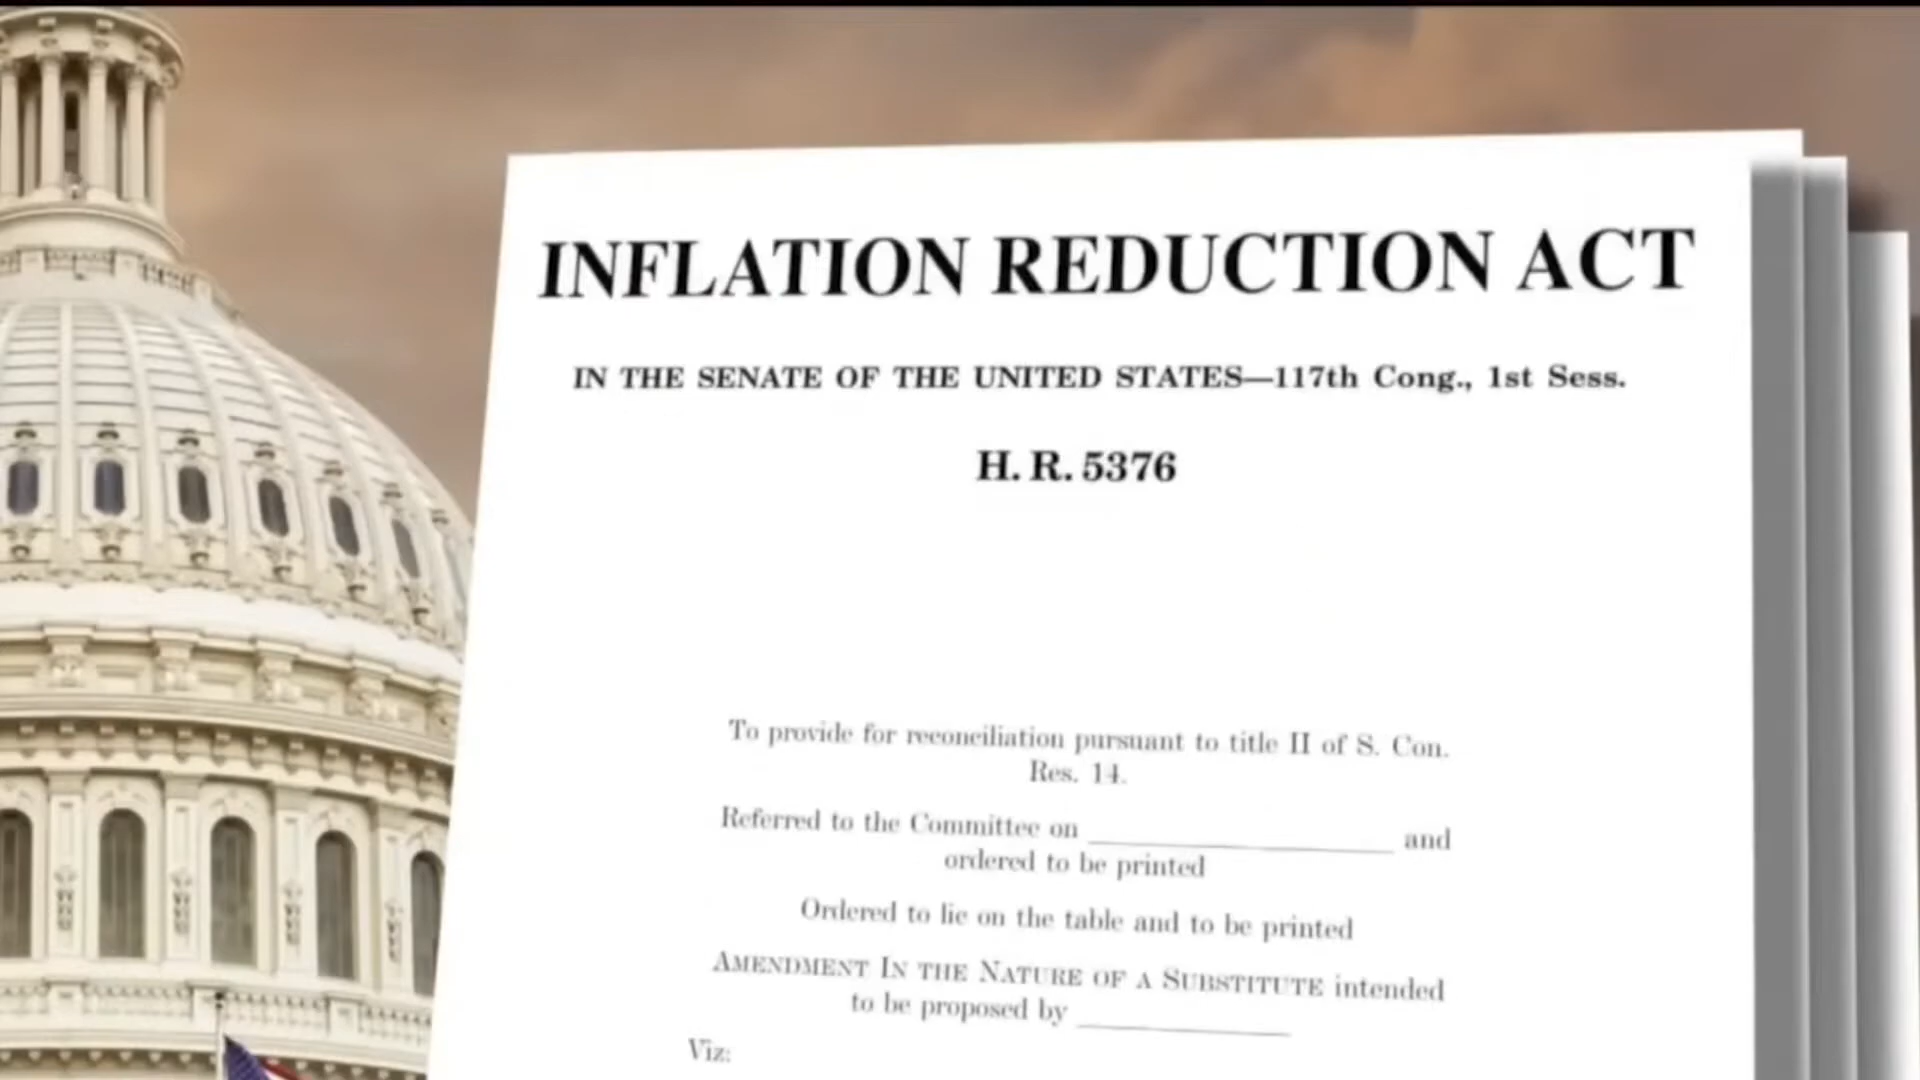 INFLATION REDUCTION ACT
IN THE SENATE OF THE UNITED STATES—117th Cong., 1st Sess.
H. R. 5376
To provide for reconciliation pursuant to title II of S. Con.
Res. 14.
Referred to the Committee on ____________ and
ordered to be printed
Ordered to lie on the table and to be printed
AMENDMENT IN THE NATURE OF A SUBSTITUTE intended
to be proposed by ____________
Viz: